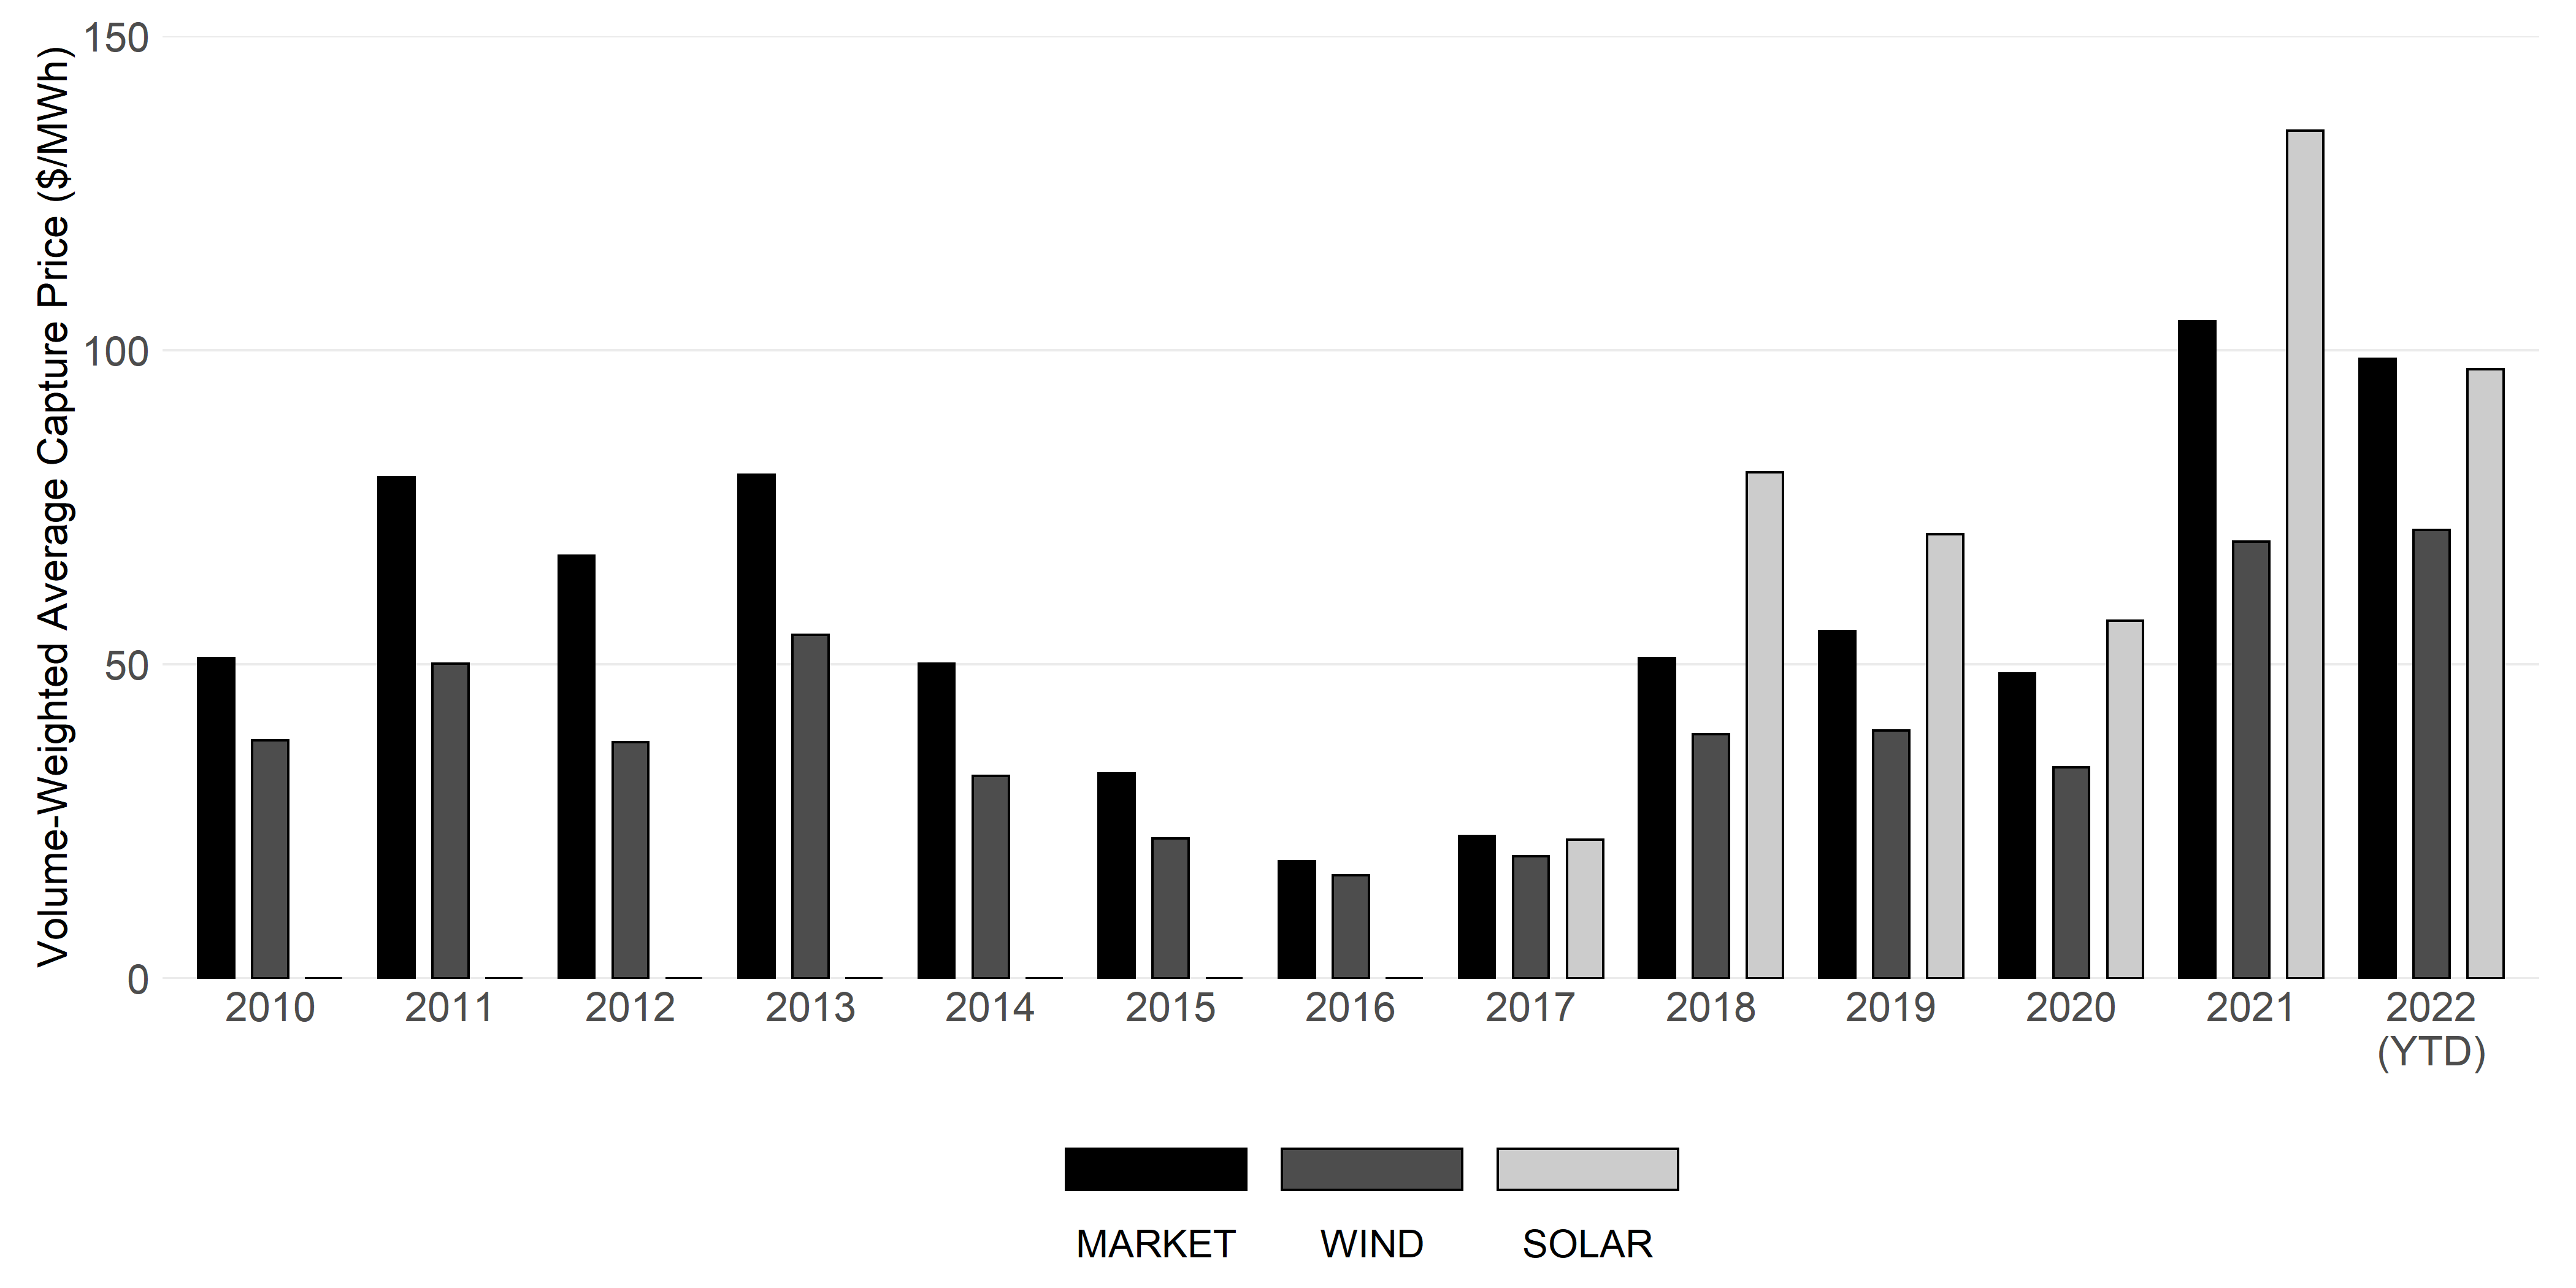 Volume-Weighted Average Capture Price ($/MWh)
150
100
50
0
2010 2011 2012 2013 2014 2015 2016 2017 2018 2019 2020 2021 2022
(YTD)
MARKET WIND SOLAR